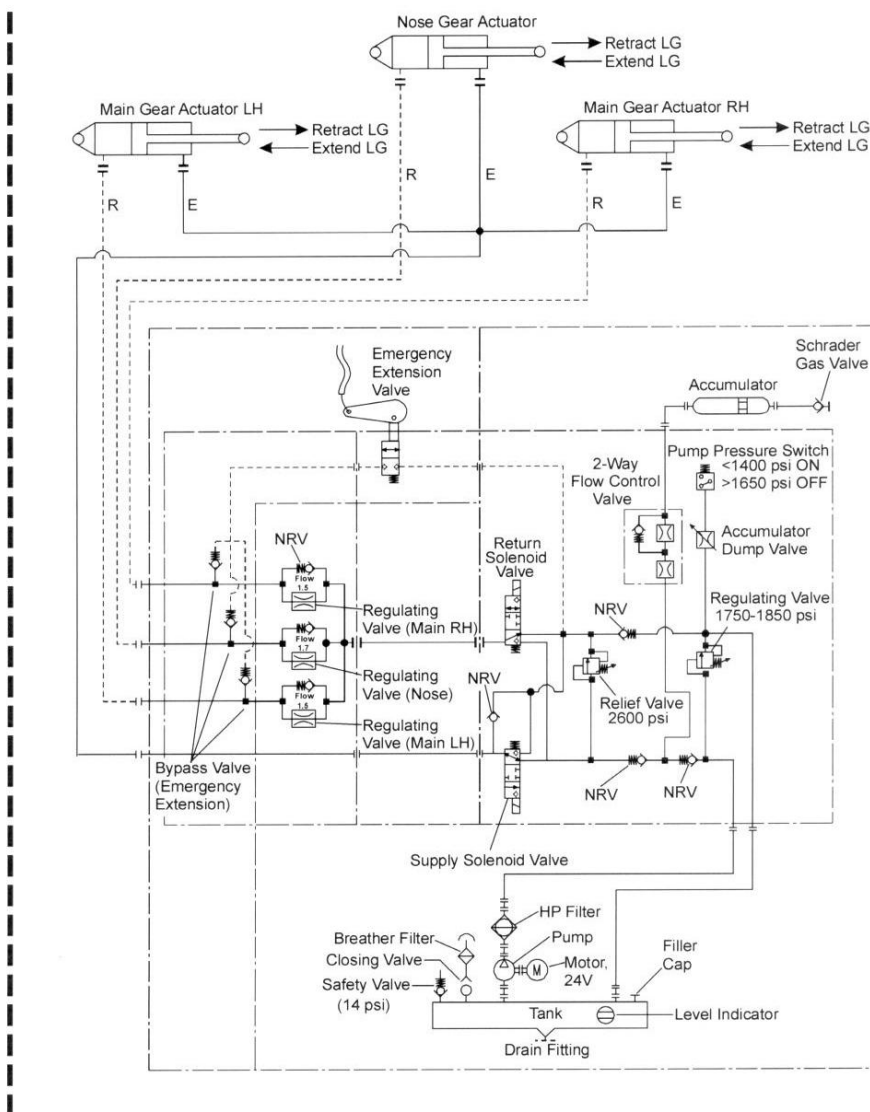 Nose Gear Actuator
Retract LG
Extend LG
Main Gear Actuator LH
Retract LG
Extend LG
Main Gear Actuator RH
Retract LG
Extend LG
R
E
R
E
R
E
Emergency
Extension
Valve
Schrader
Gas Valve
Accumulator
2-Way
Flow Control
Valve
Pump Pressure Switch
<1400 psi ON
>1650 psi OFF
NRV
Flow
1.5
Regulating
Valve (Main RH)
Flow
1.7
Regulating
Valve (Nose)
Flow
1.5
Regulating
Valve (Main LH)
Return
Solenoid
Valve
Accumulator
Dump Valve
NRV
Regulating Valve
1750-1850 psi
NRV
Relief Valve
2600 psi
Bypass Valve
(Emergency
Extension)
NRV
NRV
Supply Solenoid Valve
HP Filter
Breather Filter
Closing Valve
Safety Valve
(14 psi)
Pump
M
Motor,
24V
Filler
Cap
Tank
Level Indicator
Drain Fitting